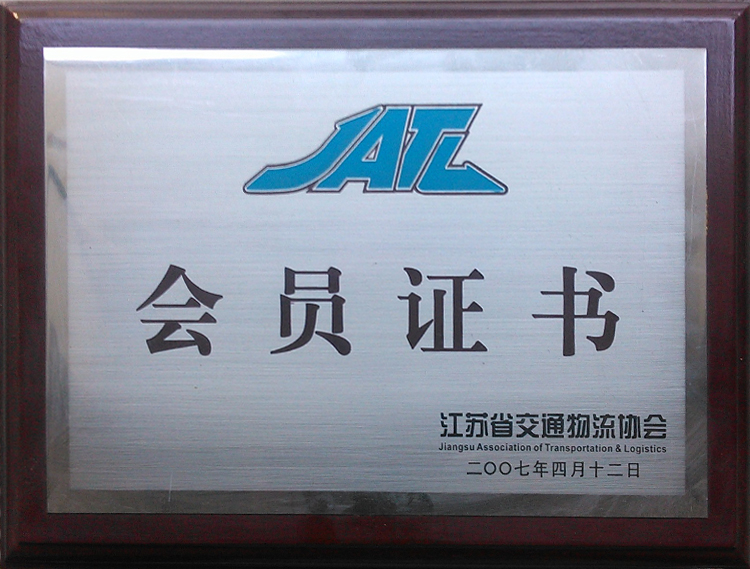 JATL
会员证书
江苏省交通物流协会
Jiangsu Association of Transportation & Logistics
二〇〇七年四月十二日